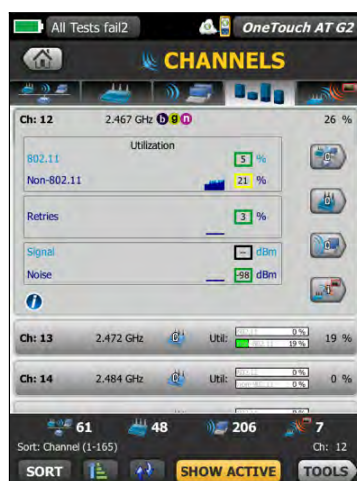 All Tests fail2
OneTouch AT G2
CHANNELS
Ch: 12 2.467 GHz b g n 26 %
Utilization
802.11 5 %
Non-802.11 21 %
Retries 3 %
Signal -- dBm
Noise -98 dBm
i
Ch: 13 2.472 GHz 0 Util: 0 % 19 % 19 %
Ch: 14 2.484 GHz 0 Util: 0 % 0 % 0 %
61 48 206 7
Sort: Channel (1-165) Ch: 12
SORT SHOW ACTIVE TOOLS